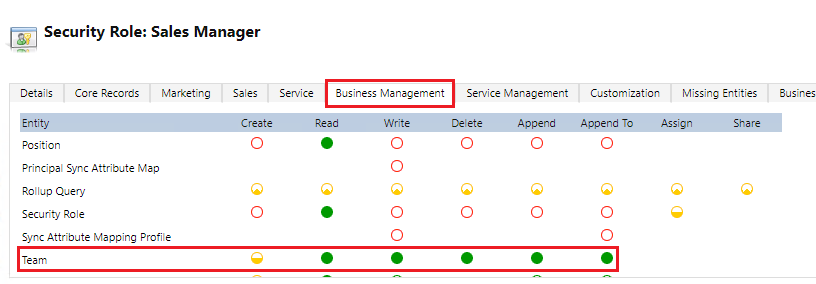 Security Role: Sales Manager
Details Core Records Marketing Sales Service Business Management Service Management Customization Missing Entities Busines
Entity Create Read Write Delete Append Append To Assign Share
Position
Principal Sync Attribute Map
Rollup Query
Security Role
Sync Attribute Mapping Profile
Team